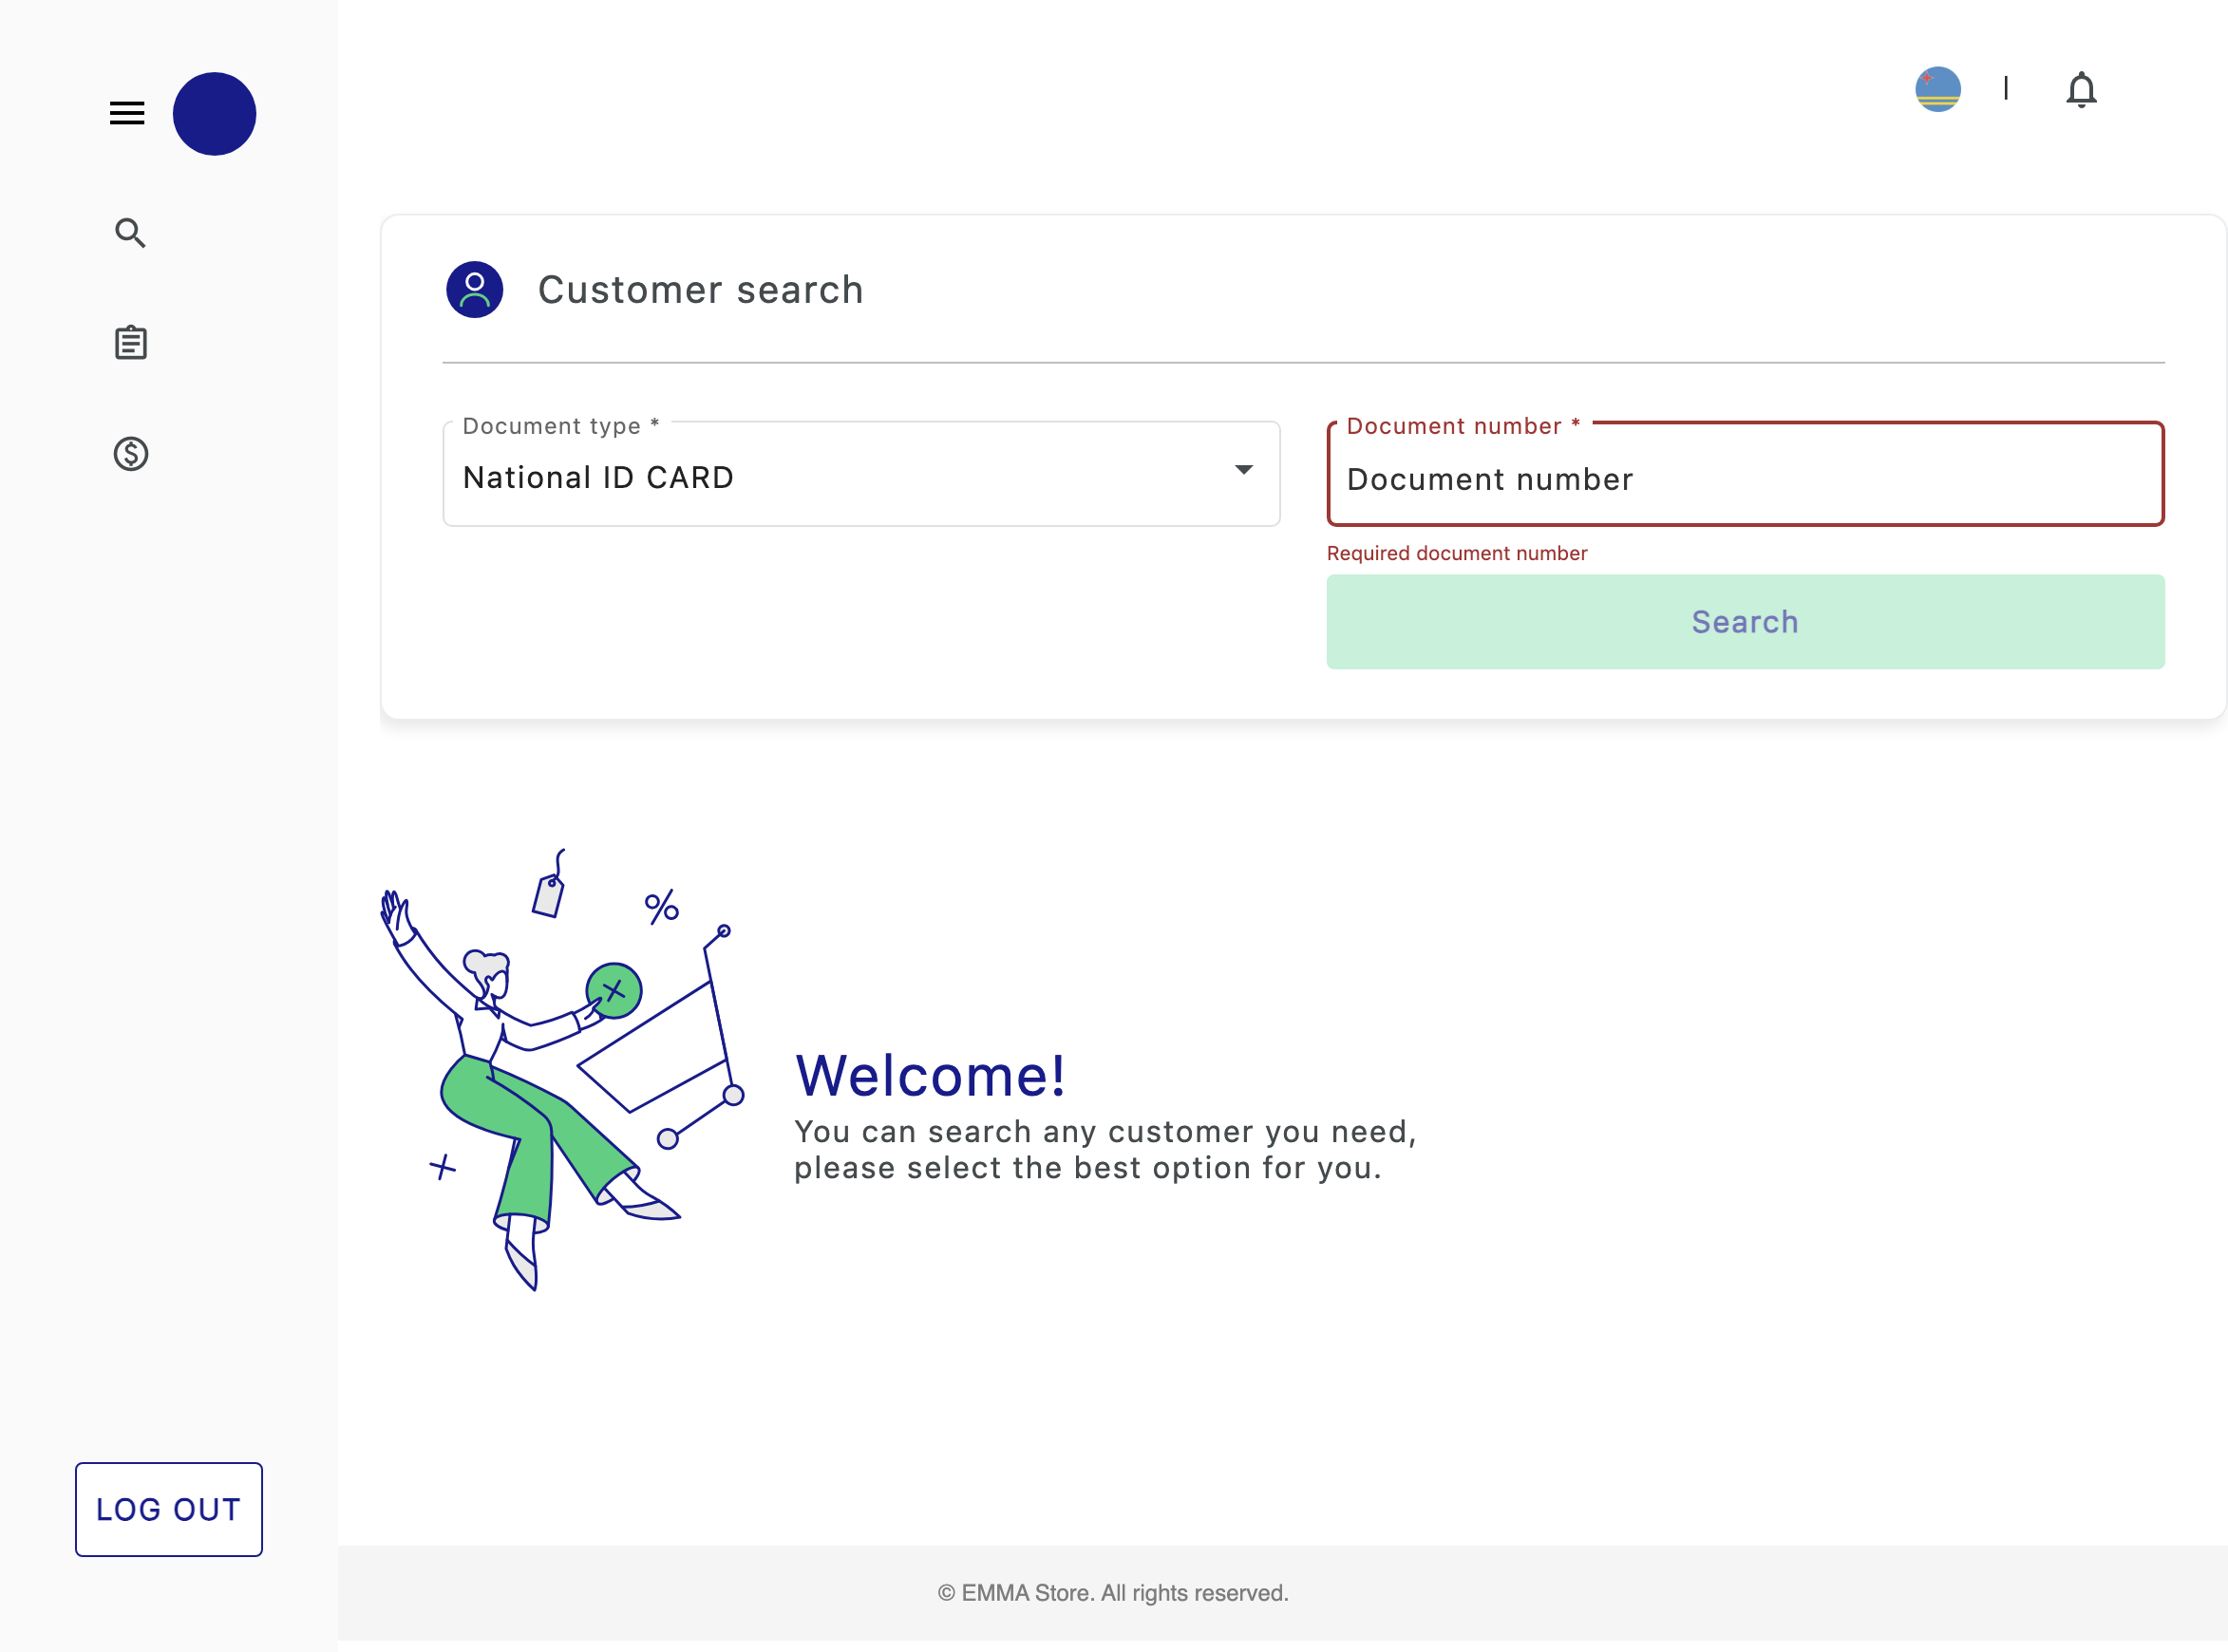 Customer search
Document type *
National ID CARD
Document number *
Document number
Required document number
Search
Welcome!
You can search any customer you need,
please select the best option for you.
LOG OUT
© EMMA Store. All rights reserved.